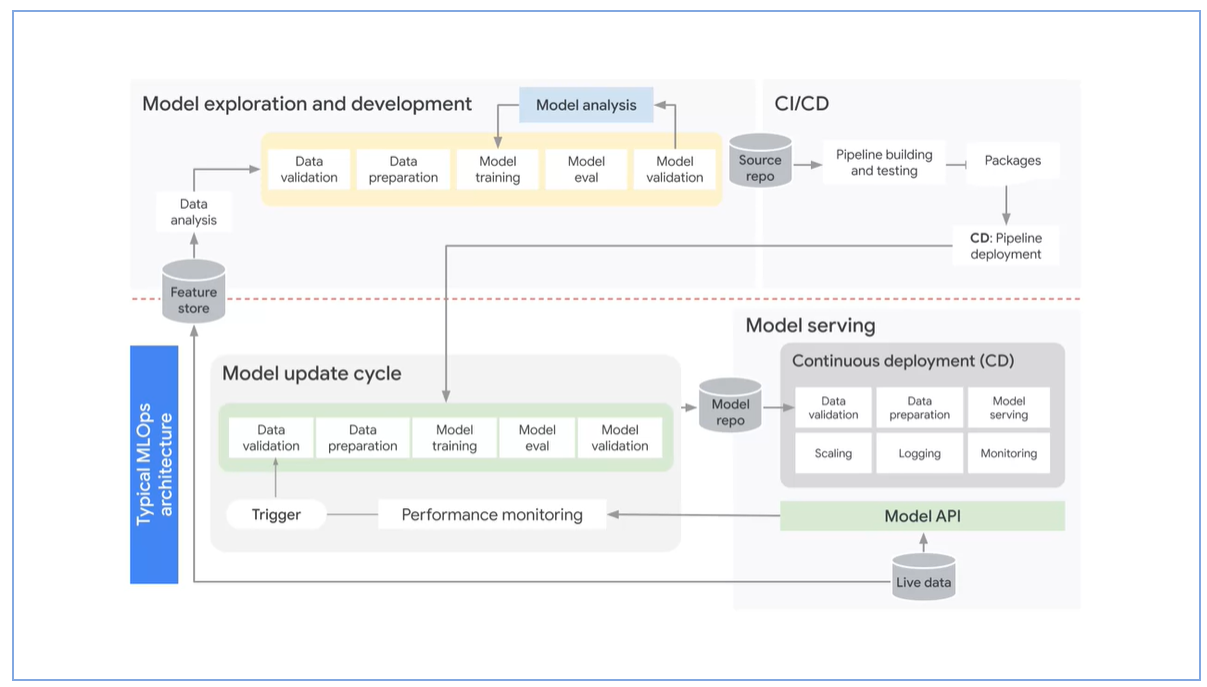 Model exploration and development
Model analysis
CI/CD
Data
validation
Data
preparation
Model
training
Model
eval
Model
validation
Source
repo
Pipeline building
and testing
Packages
Data
analysis
CD: Pipeline
deployment
Feature
store
Typical MLOps
architecture
Model update cycle
Data
validation
Data
preparation
Model
training
Model
eval
Model
validation
Trigger
Performance monitoring
Model
repo
Model serving
Continuous deployment (CD)
Data
validation
Data
preparation
Model
serving
Scaling
Logging
Monitoring
Model API
Live data